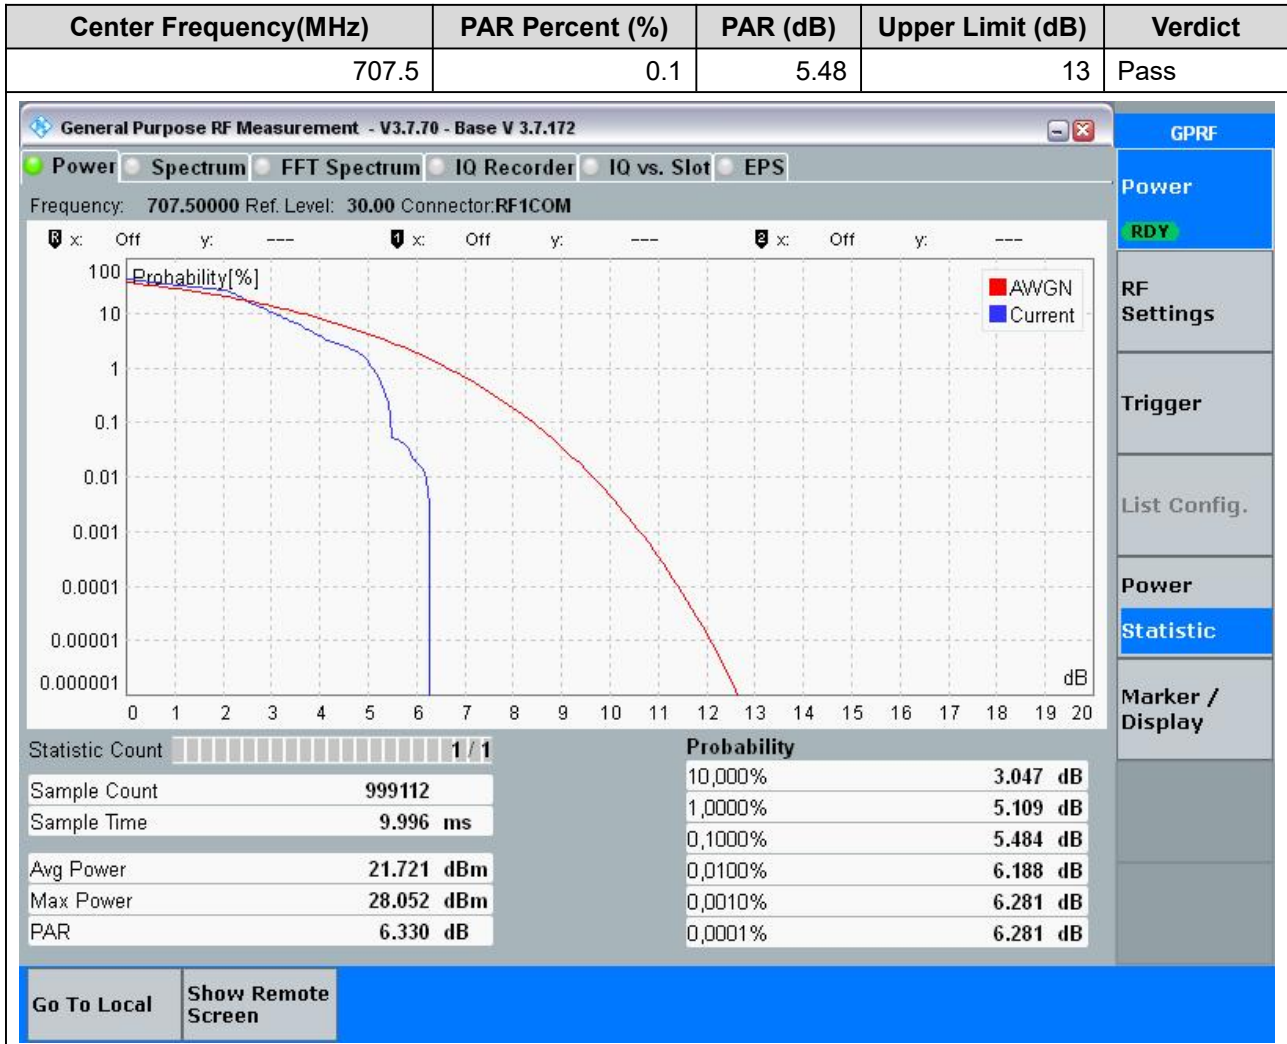 Center Frequency(MHz) PAR Percent (%) PAR (dB) Upper Limit (dB) Verdict
707.5 0.1 5.48 13 Pass
General Purpose RF Measurement - V3.7.70 - Base V 3.7.172
GPRF
Power Spectrum FFT Spectrum IQ Recorder IQ vs. Slot EPS
Power
RDY
Frequency: 707.50000 Ref. Level: 30.00 Connector:RF1COM
R x: Off y: --- 1 x: Off y: --- 2 x: Off y: ---
Probability[%]
AWGN
Current
100
10
1
0.1
0.01
0.001
0.0001
0.00001
0.000001
dB
0 1 2 3 4 5 6 7 8 9 10 11 12 13 14 15 16 17 18 19 20
RF
Settings
Trigger
List Config.
Power
Statistic
Marker /
Display
Statistic Count 1 / 1
Sample Count 999112
Sample Time 9.996 ms
Avg Power 21.721 dBm
Max Power 28.052 dBm
PAR 6.330 dB
Probability
10,000% 3.047 dB
1,0000% 5.109 dB
0,1000% 5.484 dB
0,0100% 6.188 dB
0,0010% 6.281 dB
0,0001% 6.281 dB
Go To Local
Show Remote
Screen